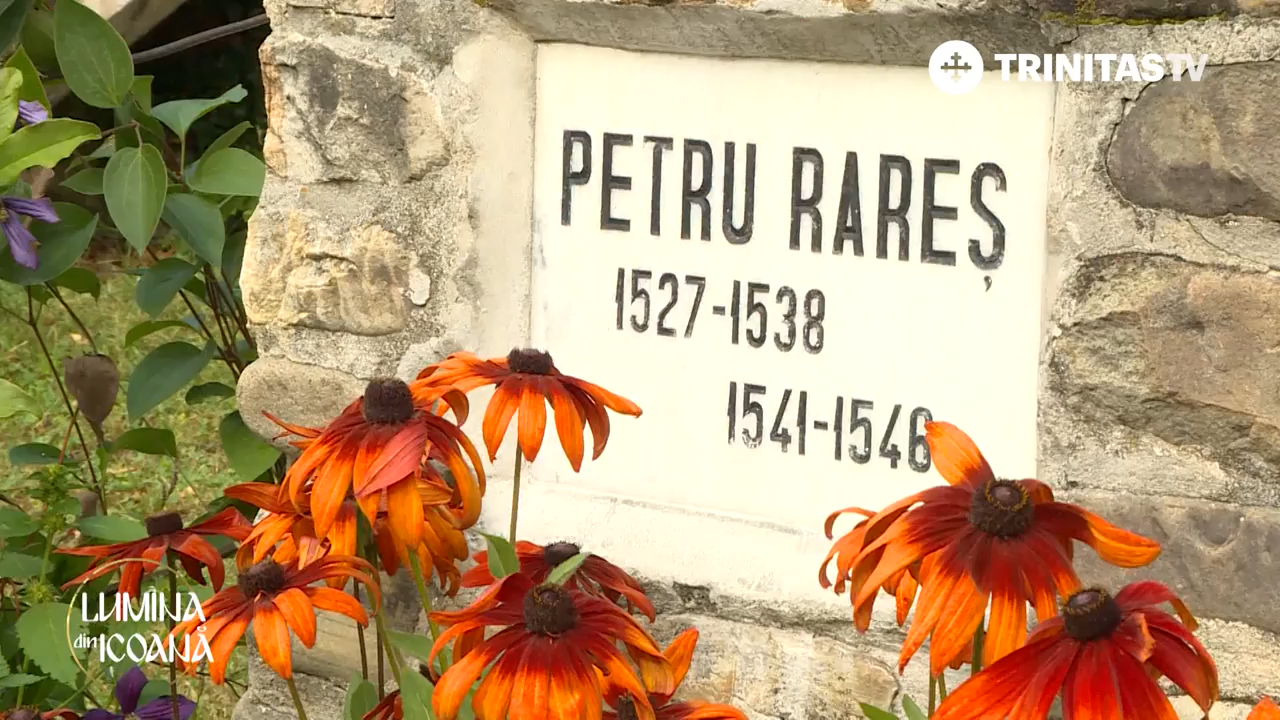 TRINITAS TV
PETRU RAREȘ
1527-1538
1541-1546
LUMINA
din
ICOANĂ